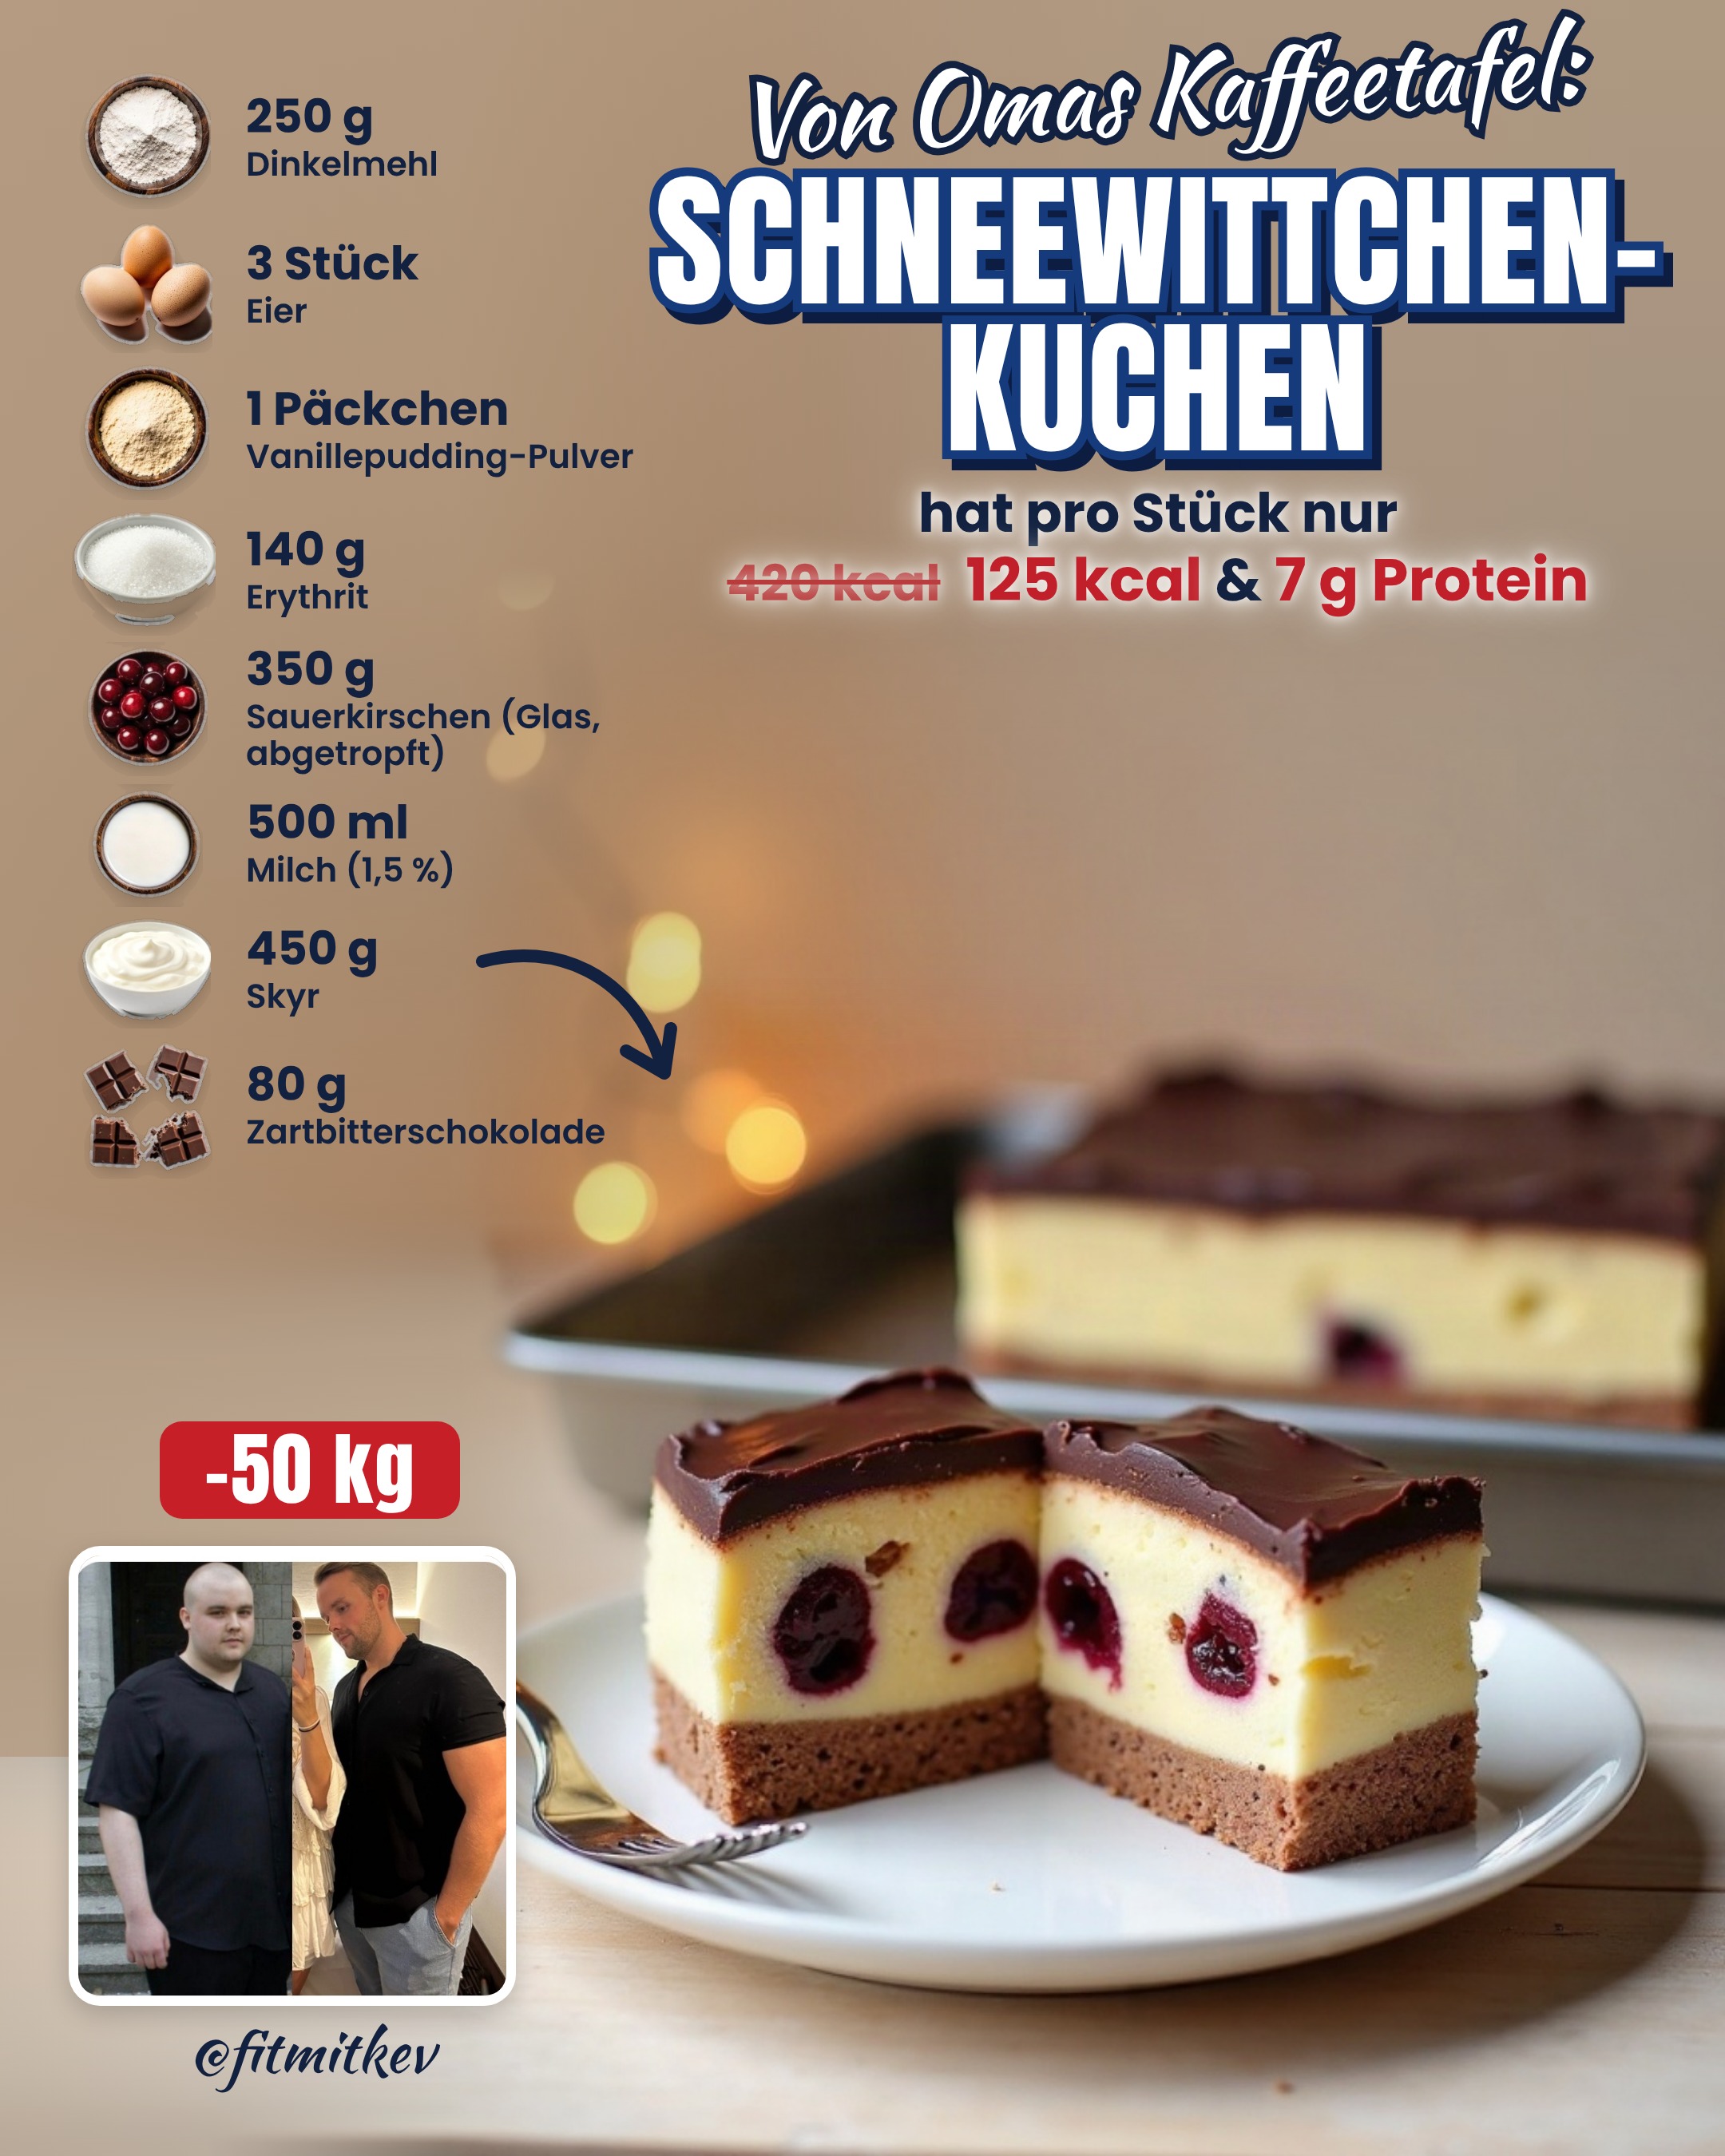 Von Omas Kaffeetafel:
SCHNEEWITTCHEN-
KUCHEN
hat pro Stück nur
420 kcal 125 kcal & 7 g Protein
250 g
Dinkelmehl
3 Stück
Eier
1 Päckchen
Vanillepudding-Pulver
140 g
Erythrit
350 g
Sauerkirschen (Glas,
abgetropft)
500 ml
Milch (1,5 %)
450 g
Skyr
80 g
Zartbitterschokolade
-50 kg
@fitmitkev